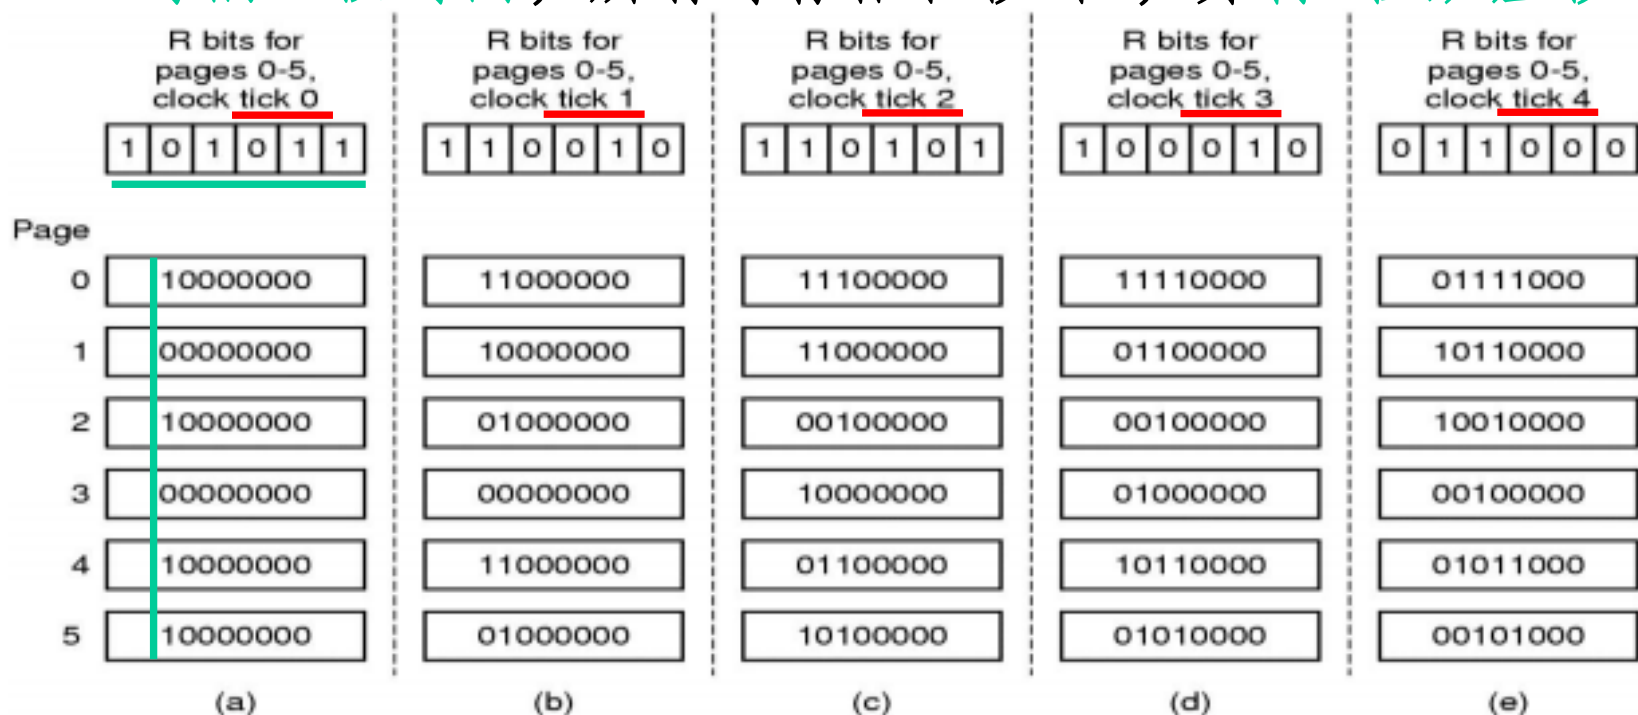 R bits for pages 0-5, clock tick 0
R bits for pages 0-5, clock tick 1
R bits for pages 0-5, clock tick 2
R bits for pages 0-5, clock tick 3
R bits for pages 0-5, clock tick 4
1 0 1 0 1 1
1 1 0 0 1 0
1 1 0 1 0 1
1 0 0 0 1 0
0 1 1 0 0 0
Page
0 10000000 11000000 11100000 11110000 01111000
1 00000000 10000000 11000000 01100000 10110000
2 10000000 01000000 00100000 00100000 10010000
3 00000000 00000000 10000000 01000000 00100000
4 10000000 11000000 01100000 10110000 01011000
5 10000000 01000000 10100000 01010000 00101000
(a) (b) (c) (d) (e)